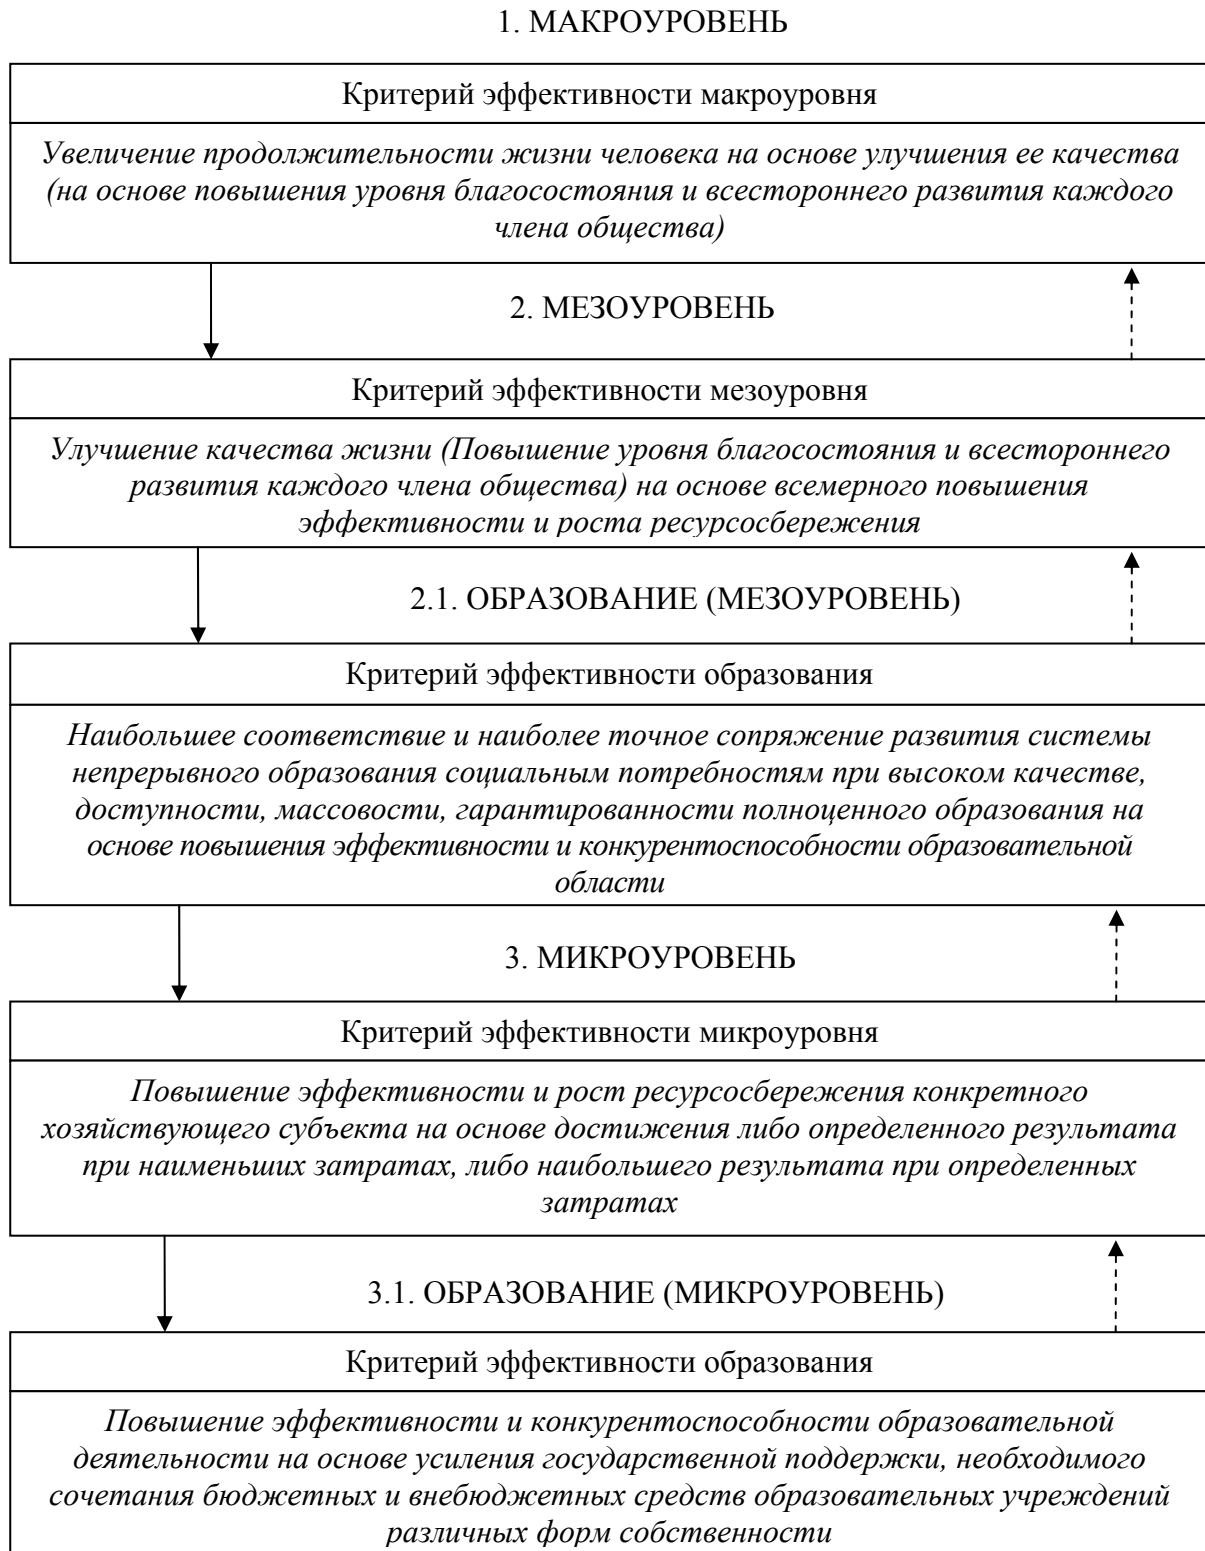 1. МАКРОУРОВЕНЬ
Критерий эффективности макроуровня
Увеличение продолжительности жизни человека на основе улучшения ее качества
(на основе повышения уровня благосостояния и всестороннего развития каждого
члена общества)
2. МЕЗОУРОВЕНЬ
Критерий эффективности мезоуровня
Улучшение качества жизни (Повышение уровня благосостояния и всестороннего
развития каждого члена общества) на основе всемерного повышения
эффективности и роста ресурсосбережения
2.1. ОБРАЗОВАНИЕ (МЕЗОУРОВЕНЬ)
Критерий эффективности образования
Наибольшее соответствие и наиболее точное сопряжение развития системы
непрерывного образования социальным потребностям при высоком качестве,
доступности, массовости, гарантированности полноценного образования на
основе повышения эффективности и конкурентоспособности образовательной
области
3. МИКРОУРОВЕНЬ
Критерий эффективности микроуровня
Повышение эффективности и рост ресурсосбережения конкретного
хозяйствующего субъекта на основе достижения либо определенного результата
при наименьших затратах, либо наибольшего результата при определенных
затратах
3.1. ОБРАЗОВАНИЕ (МИКРОУРОВЕНЬ)
Критерий эффективности образования
Повышение эффективности и конкурентоспособности образовательной
деятельности на основе усиления государственной поддержки, необходимого
сочетания бюджетных и внебюджетных средств образовательных учреждений
различных форм собственности